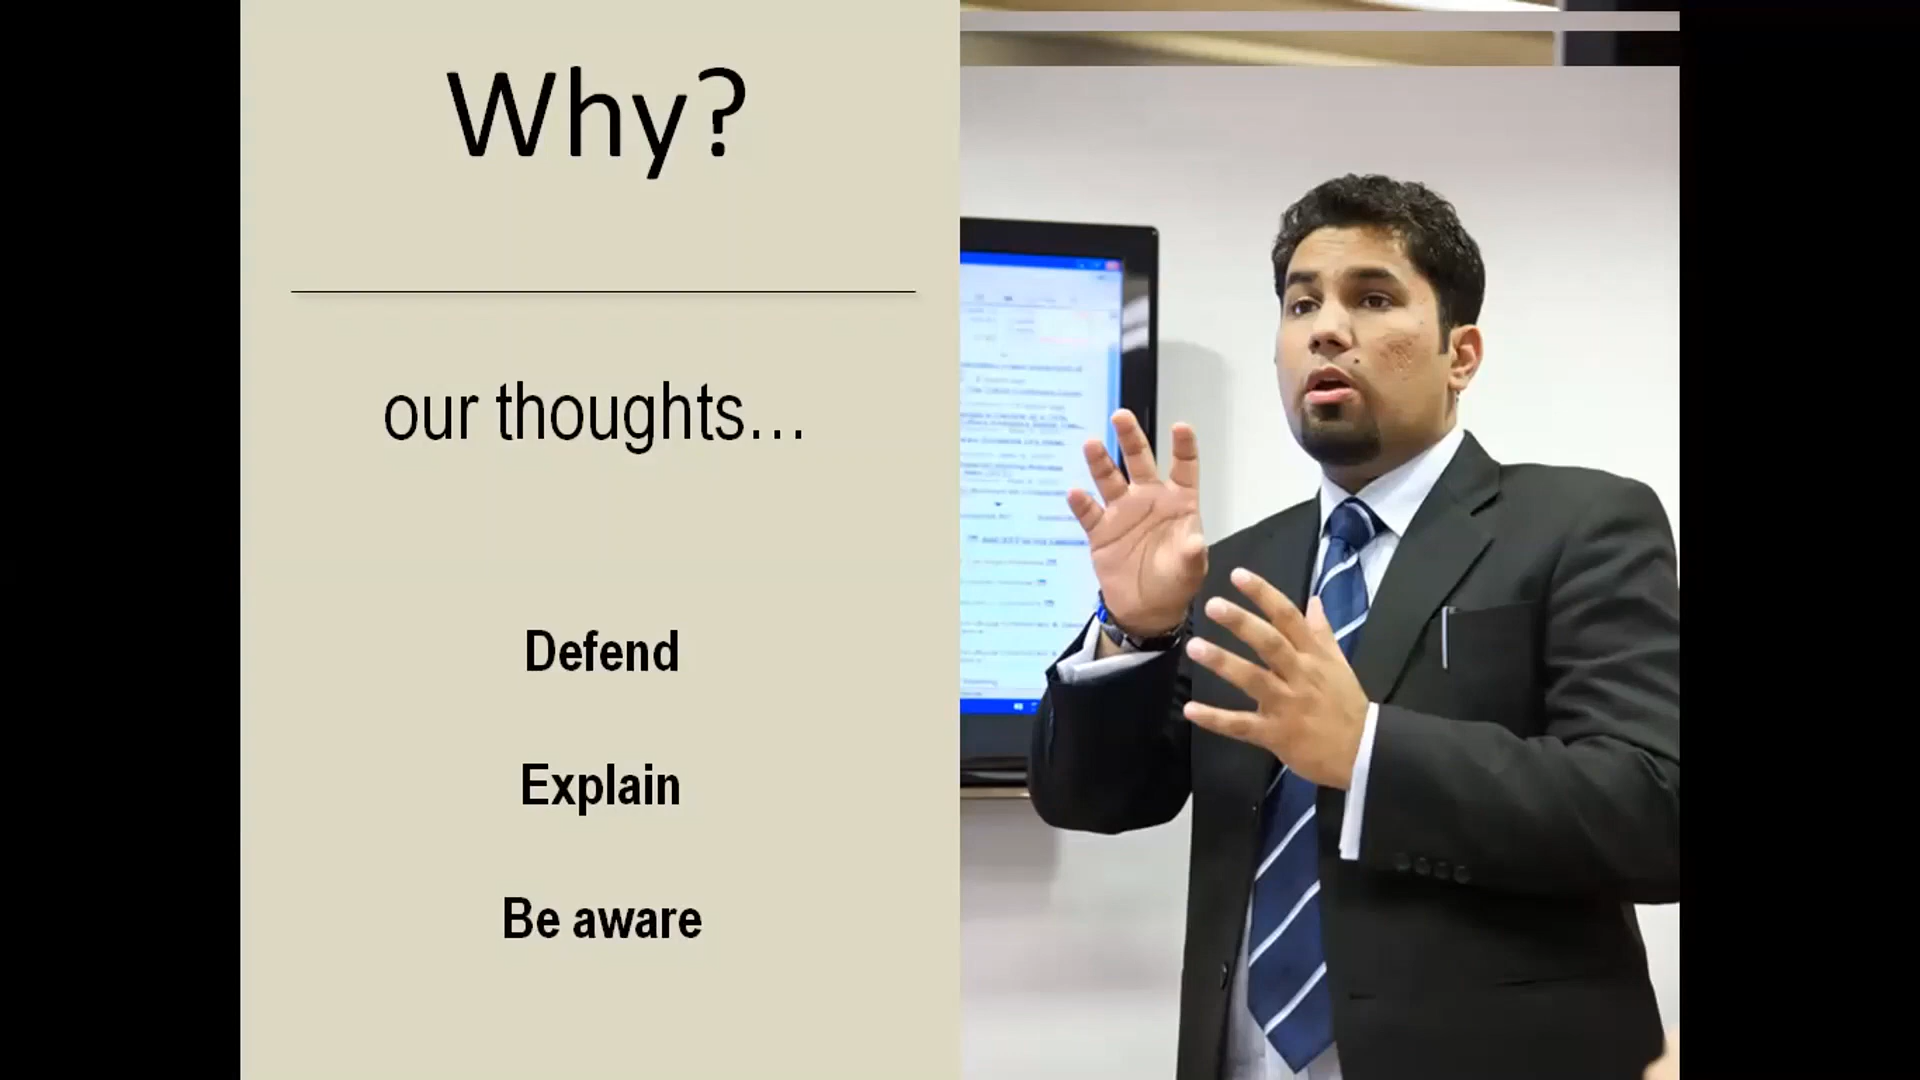 Why?
our thoughts…
Defend
Explain
Be aware